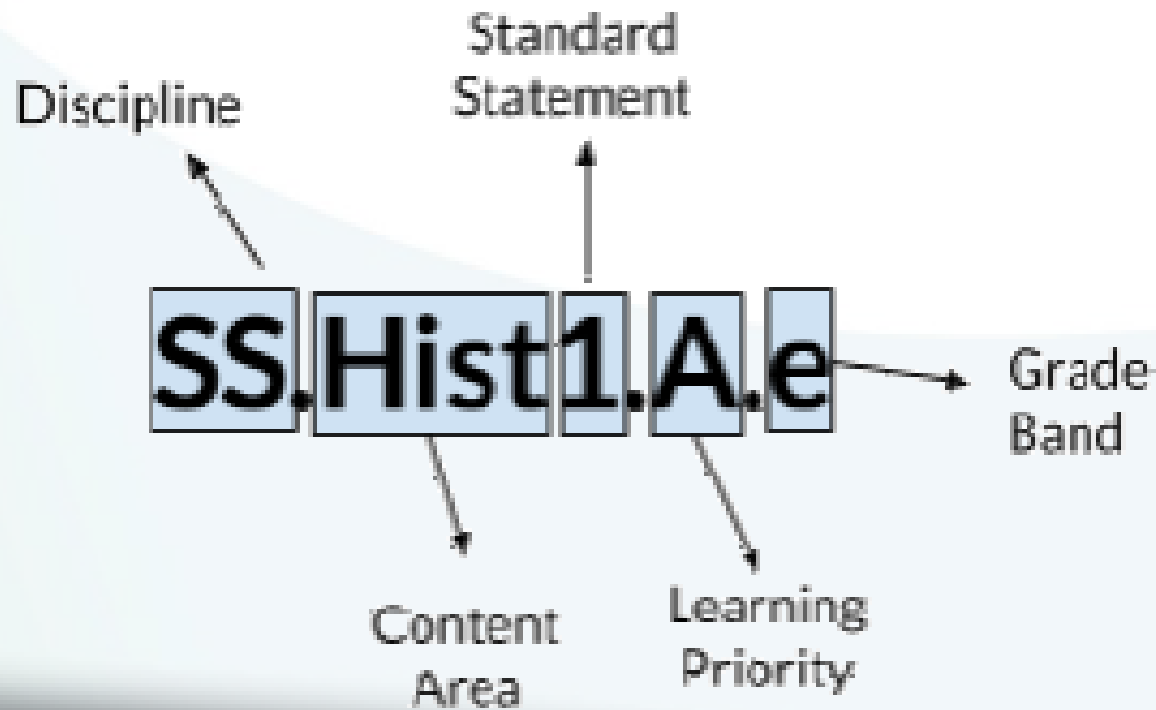 Standard
Statement
Discipline
SS.Hist1.A.e
Grade
Band
Content
Area
Learning
Priority